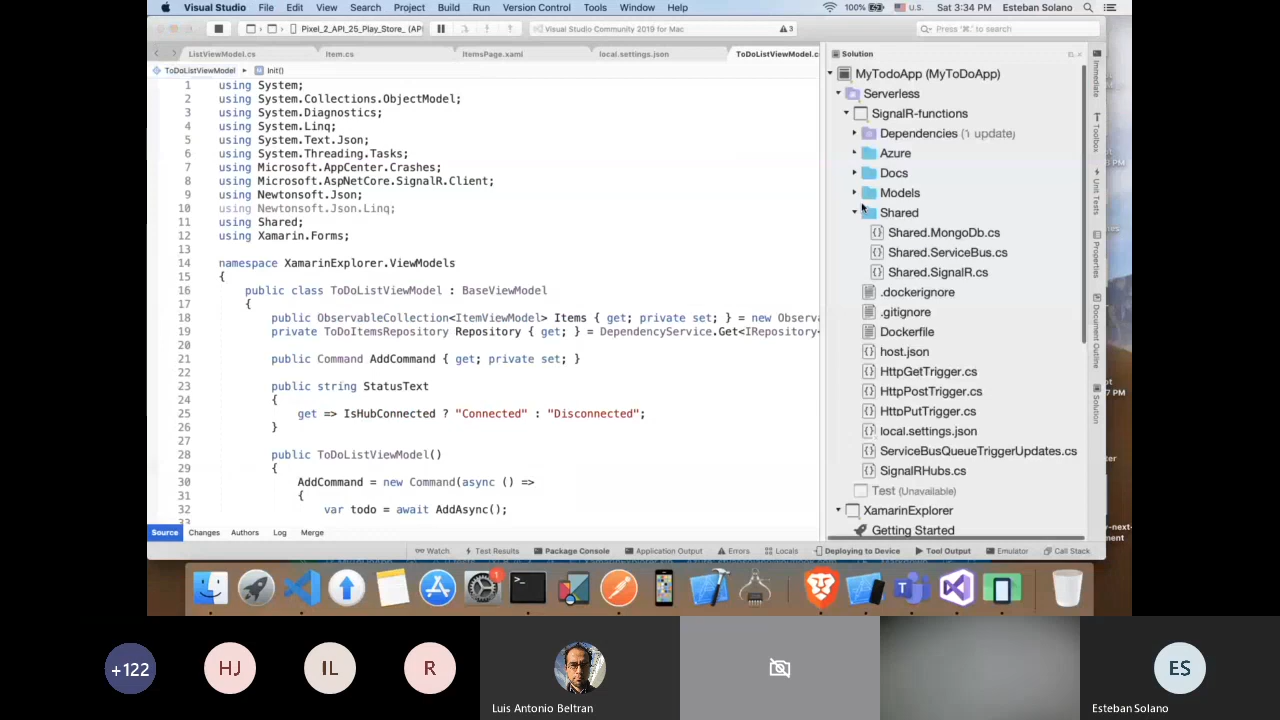 Visual Studio File Edit View Search Project Build Run Version Control Tools Window Help 100% U.S. Sat 3:34 PM Esteban Solano
Pixel_2_API_25_Play_Store_ (API Visual Studio Community 2019 for Mac 3 Press '⌘.' to search
ListViewModel.cs Item.cs ItemsPage.xaml local.settings.json ToDoListViewModel.c
ToDoListViewModel Init()
1 using System;
2 using System.Collections.ObjectModel;
3 using System.Diagnostics;
4 using System.Linq;
5 using System.Text.Json;
6 using System.Threading.Tasks;
7 using Microsoft.AppCenter.Crashes;
8 using Microsoft.AspNetCore.SignalR.Client;
9 using Newtonsoft.Json;
10 using Newtonsoft.Json.Linq;
11 using Shared;
12 using Xamarin.Forms;
13
14 namespace XamarinExplorer.ViewModels
15 {
16 public class ToDoListViewModel : BaseViewModel
17 {
18 public ObservableCollection<ItemViewModel> Items { get; private set; } = new Observa
19 private ToDoItemsRepository Repository { get; } = DependencyService.Get<IRepository<
20
21 public Command AddCommand { get; private set; }
22
23 public string StatusText
24 {
25 get => IsHubConnected ? "Connected" : "Disconnected";
26 }
27
28 public ToDoListViewModel()
29 {
30 AddCommand = new Command(async () =>
31 {
32 var todo = await AddAsync();
33
Source Changes Authors Log Merge
Solution
MyTodoApp (MyToDoApp)
Serverless
SignalR-functions
Dependencies (1 update)
Azure
Docs
Models
Shared
Shared.MongoDb.cs
Shared.ServiceBus.cs
Shared.SignalR.cs
.dockerignore
.gitignore
Dockerfile
host.json
HttpGetTrigger.cs
HttpPostTrigger.cs
HttpPutTrigger.cs
local.settings.json
ServiceBusQueueTriggerUpdates.cs
SignalRHubs.cs
Test (Unavailable)
XamarinExplorer
Getting Started
Immediate
Toolbox
Unit Tests
Properties
Document Outline
Solution
Watch Test Results Package Console Application Output Errors Locals Deploying to Device Tool Output Emulator Call Stack
1
+122 HJ IL R ES
Luis Antonio Beltran Esteban Solano